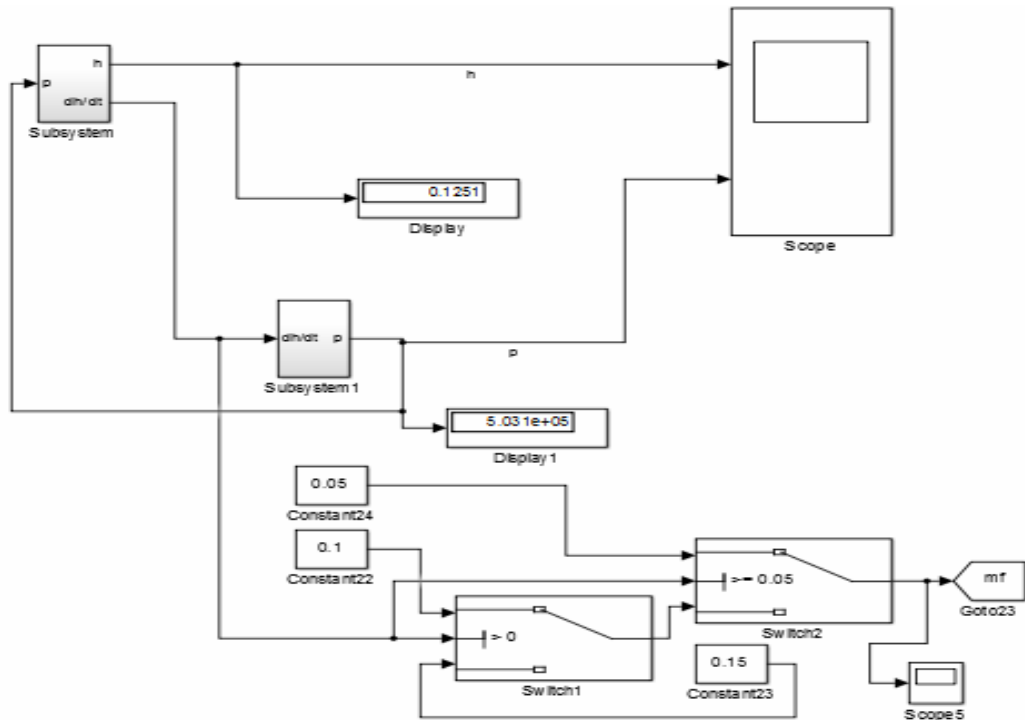 h
p
dh/dt
Subsystem
h
0.1251
Display
Scope
dh/dt p
Subsystem1
p
5.031e+05
Display1
0.05
Constant24
0.1
Constant22
>= 0.05
mf
Goto23
Switch2
> 0
0.15
Switch1
Constant23
Scope5